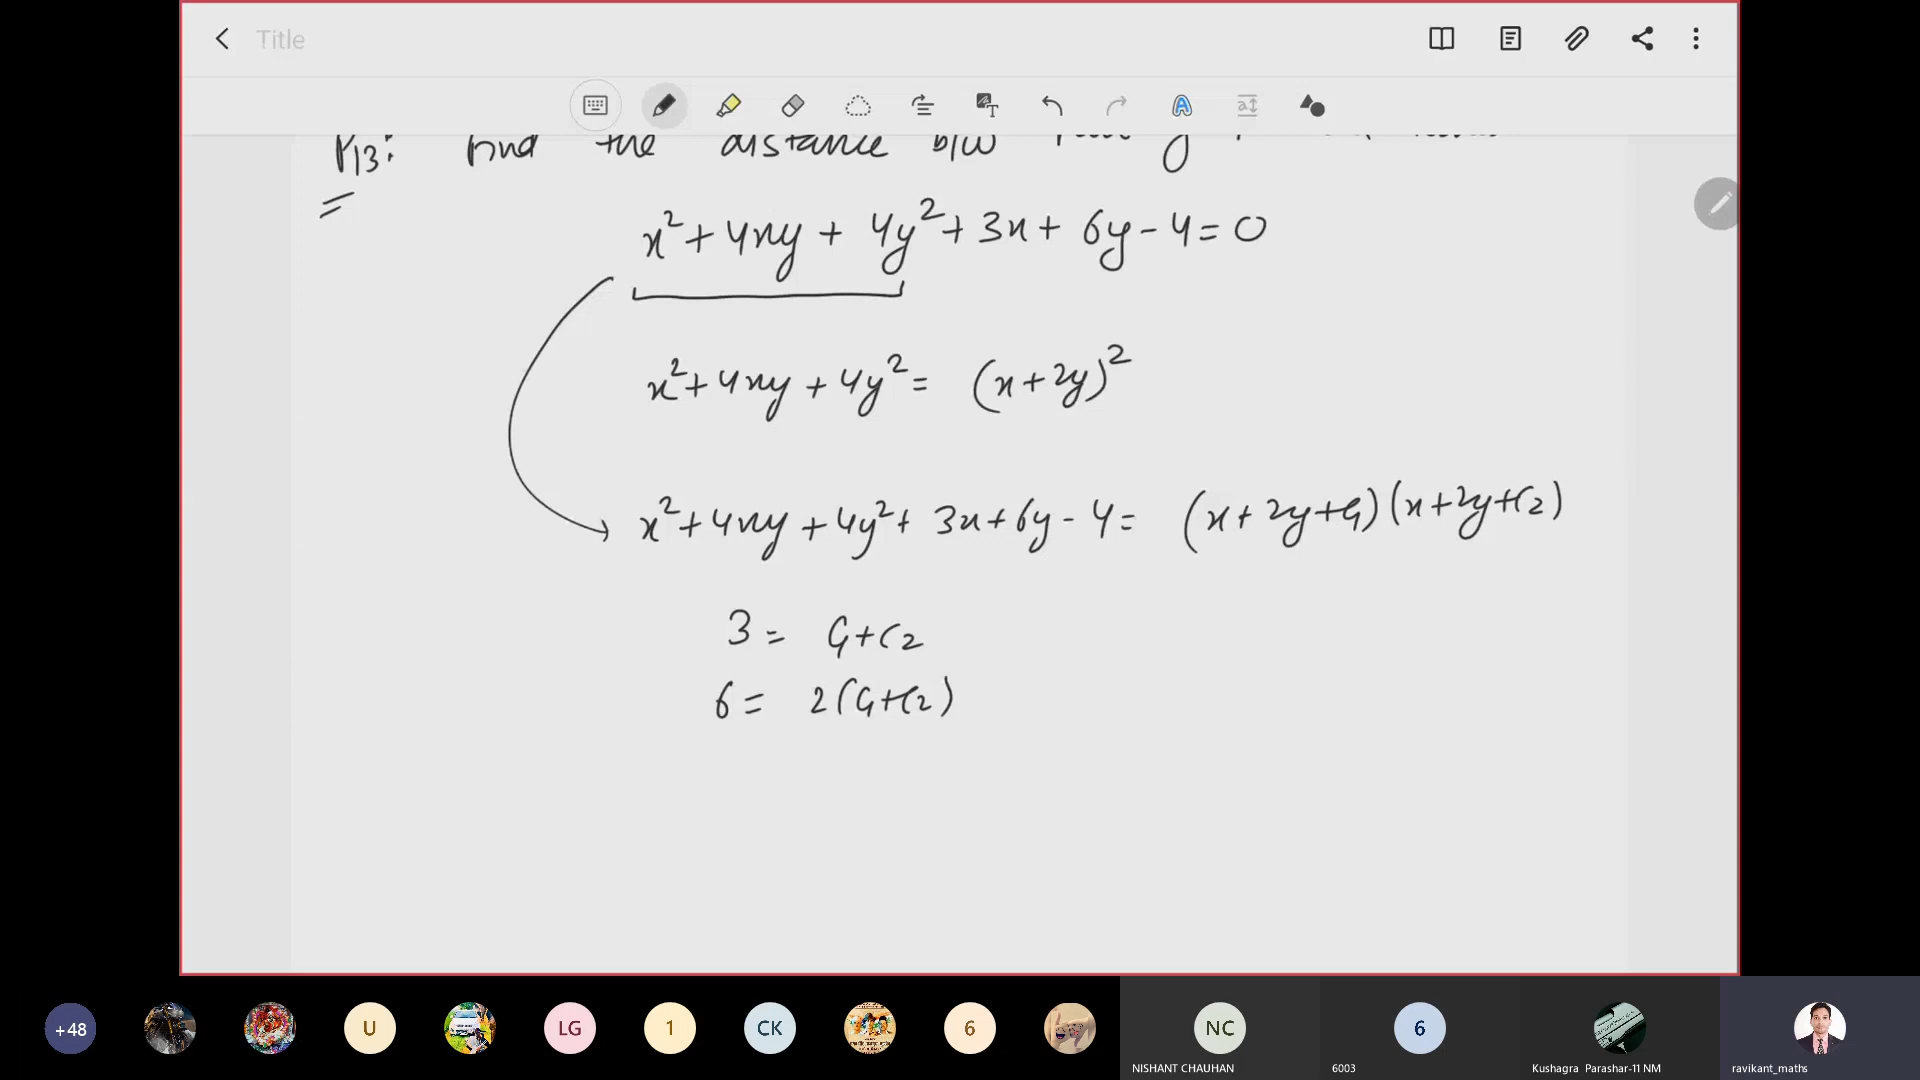 Title
P13: Find the distance b/w
x²+4xy+4y²+3x+6y-4=0
x²+4xy+4y²= (x+2y)²
x²+4xy+4y²+3x+6y-4= (x+2y+C1)(x+2y+C2)
3= C1+C2
6= 2(C1+C2)
+48
U
LG
1
CK
6
NC
6
NISHANT CHAUHAN
6003
Kushagra Parashar-11 NM
ravikant_maths